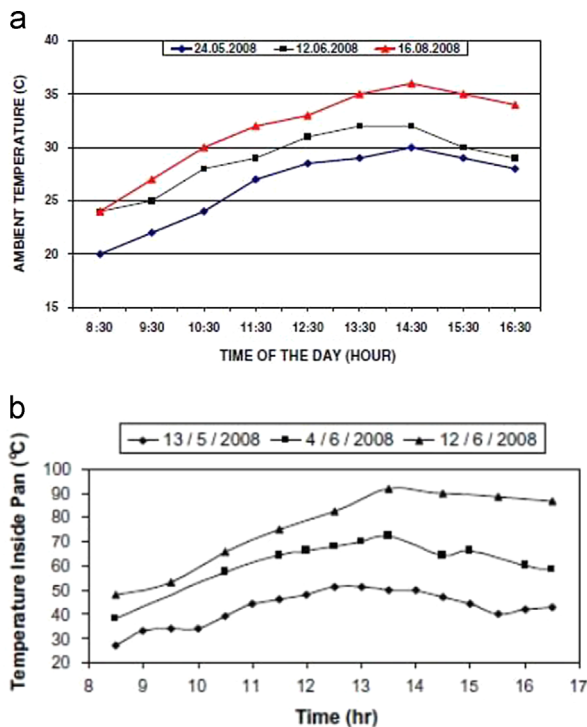 a
24.05.2008 12.06.2008 16.08.2008
40
35
30
25
20
15
AMBIENT TEMPERATURE (C)
8:30 9:30 10:30 11:30 12:30 13:30 14:30 15:30 16:30
TIME OF THE DAY (HOUR)
b
13 / 5 / 2008 4 / 6 / 2008 12 / 6 / 2008
100
90
80
70
60
50
40
30
20
Temperature Inside Pan (°C)
8 9 10 11 12 13 14 15 16 17
Time (hr)